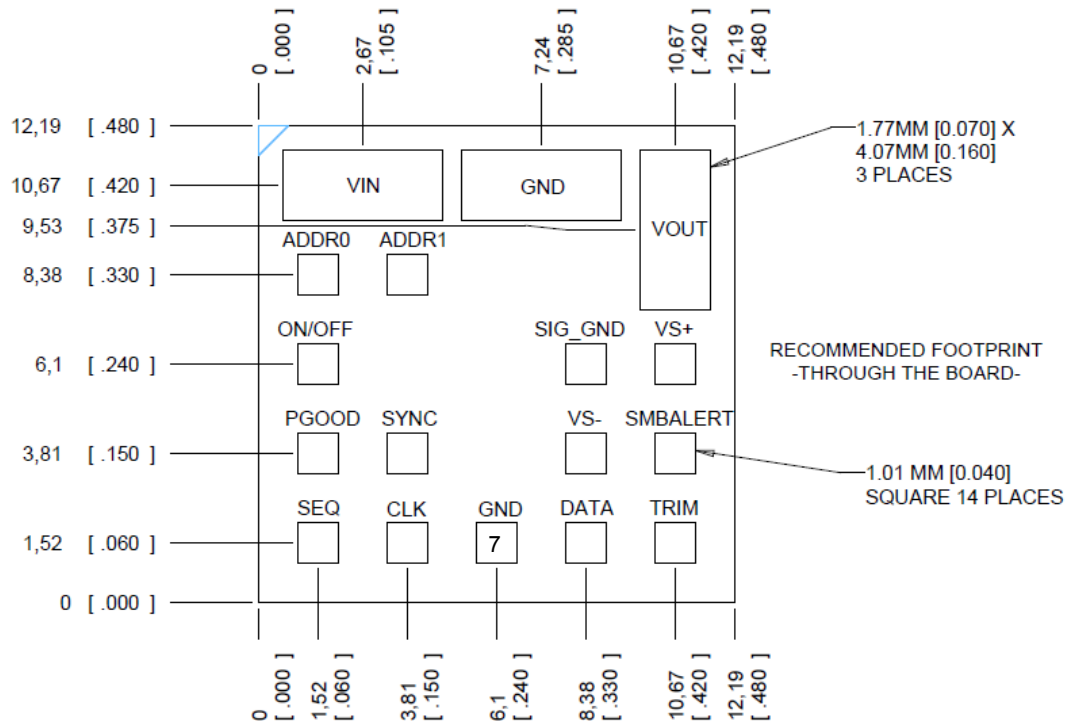 0
[ .000 ]
2,67
[ .105 ]
7,24
[ .285 ]
10,67
[ .420 ]
12,19
[ .480 ]
12,19 [ .480 ]
1.77MM [0.070] X
4.07MM [0.160]
3 PLACES
10,67 [ .420 ]
VIN
GND
9,53 [ .375 ]
VOUT
ADDR0 ADDR1
8,38 [ .330 ]
ON/OFF SIG_GND VS+
6,1 [ .240 ]
RECOMMENDED FOOTPRINT
-THROUGH THE BOARD-
PGOOD SYNC VS- SMBALERT
3,81 [ .150 ]
1.01 MM [0.040]
SQUARE 14 PLACES
SEQ CLK GND DATA TRIM
1,52 [ .060 ]
7
0 [ .000 ]
0
[ .000 ]
1,52
[ .060 ]
3,81
[ .150 ]
6,1
[ .240 ]
8,38
[ .330 ]
10,67
[ .420 ]
12,19
[ .480 ]